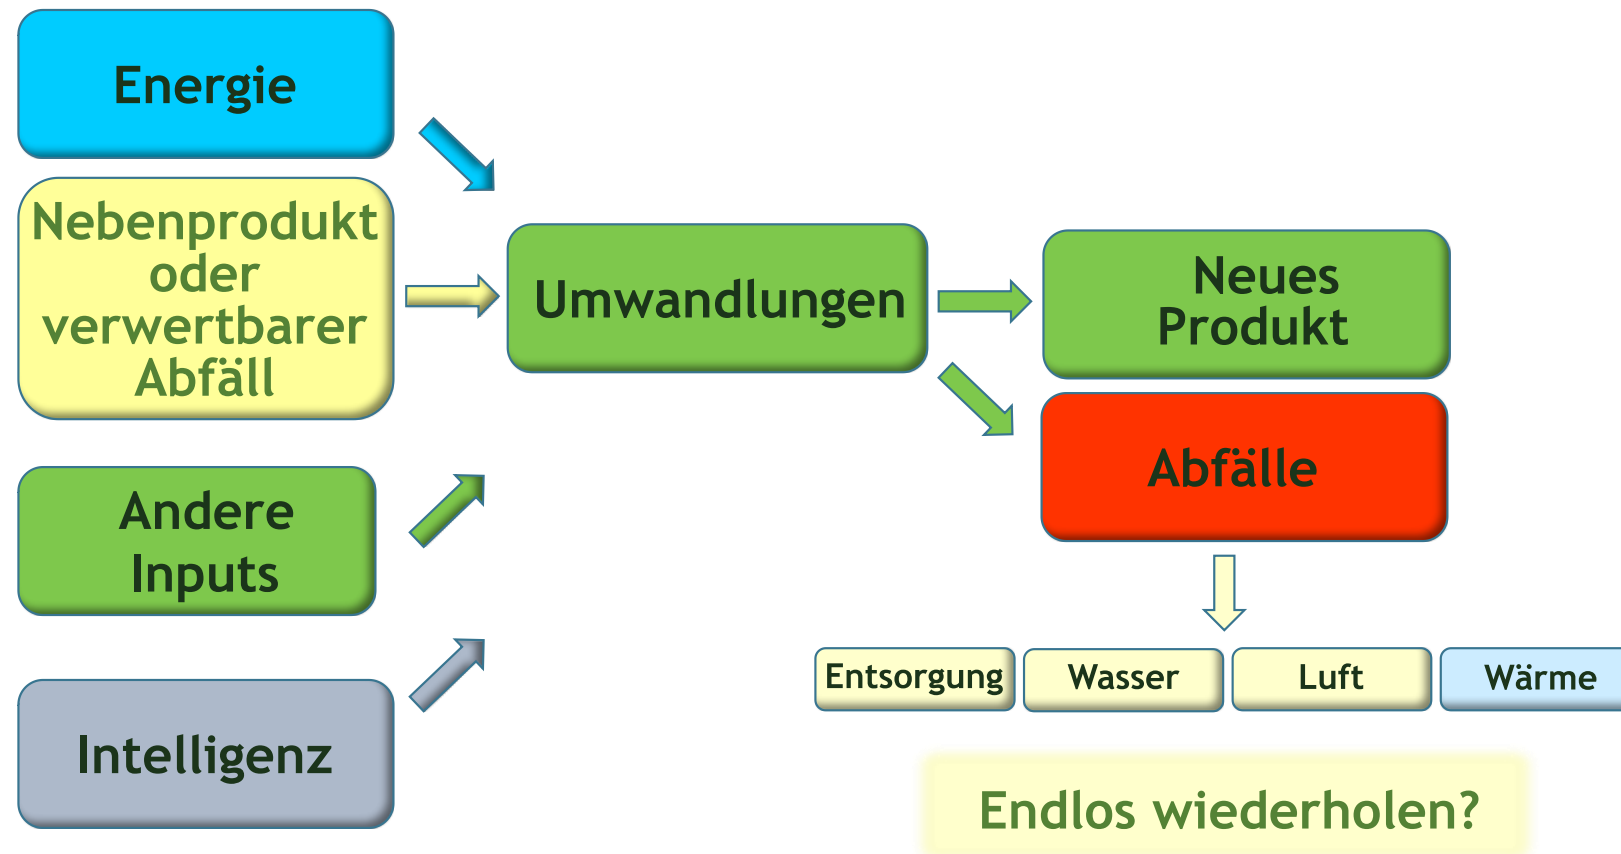 Energie
Nebenprodukt
oder
verwertbarer
Abfäll
Andere
Inputs
Intelligenz
Umwandlungen
Neues
Produkt
Abfälle
Entsorgung
Wasser
Luft
Wärme
Endlos wiederholen?